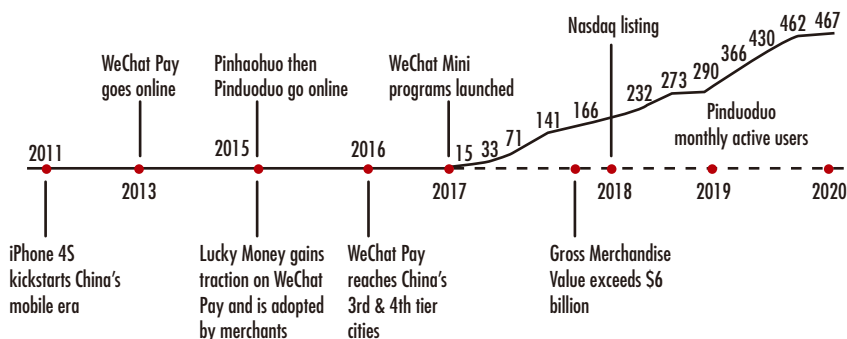 WeChat Pay
goes online
Pinhaohuo then
Pinduoduo go online
WeChat Mini
programs launched
Nasdaq listing
15
33
71
141
166
232
273
290
366
430
462
467
Pinduoduo
monthly active users
2011
2013
2015
2016
2017
2018
2019
2020
iPhone 4S
kickstarts China's
mobile era
Lucky Money gains
traction on WeChat
Pay and is adopted
by merchants
WeChat Pay
reaches China's
3rd & 4th tier
cities
Gross Merchandise
Value exceeds $6
billion